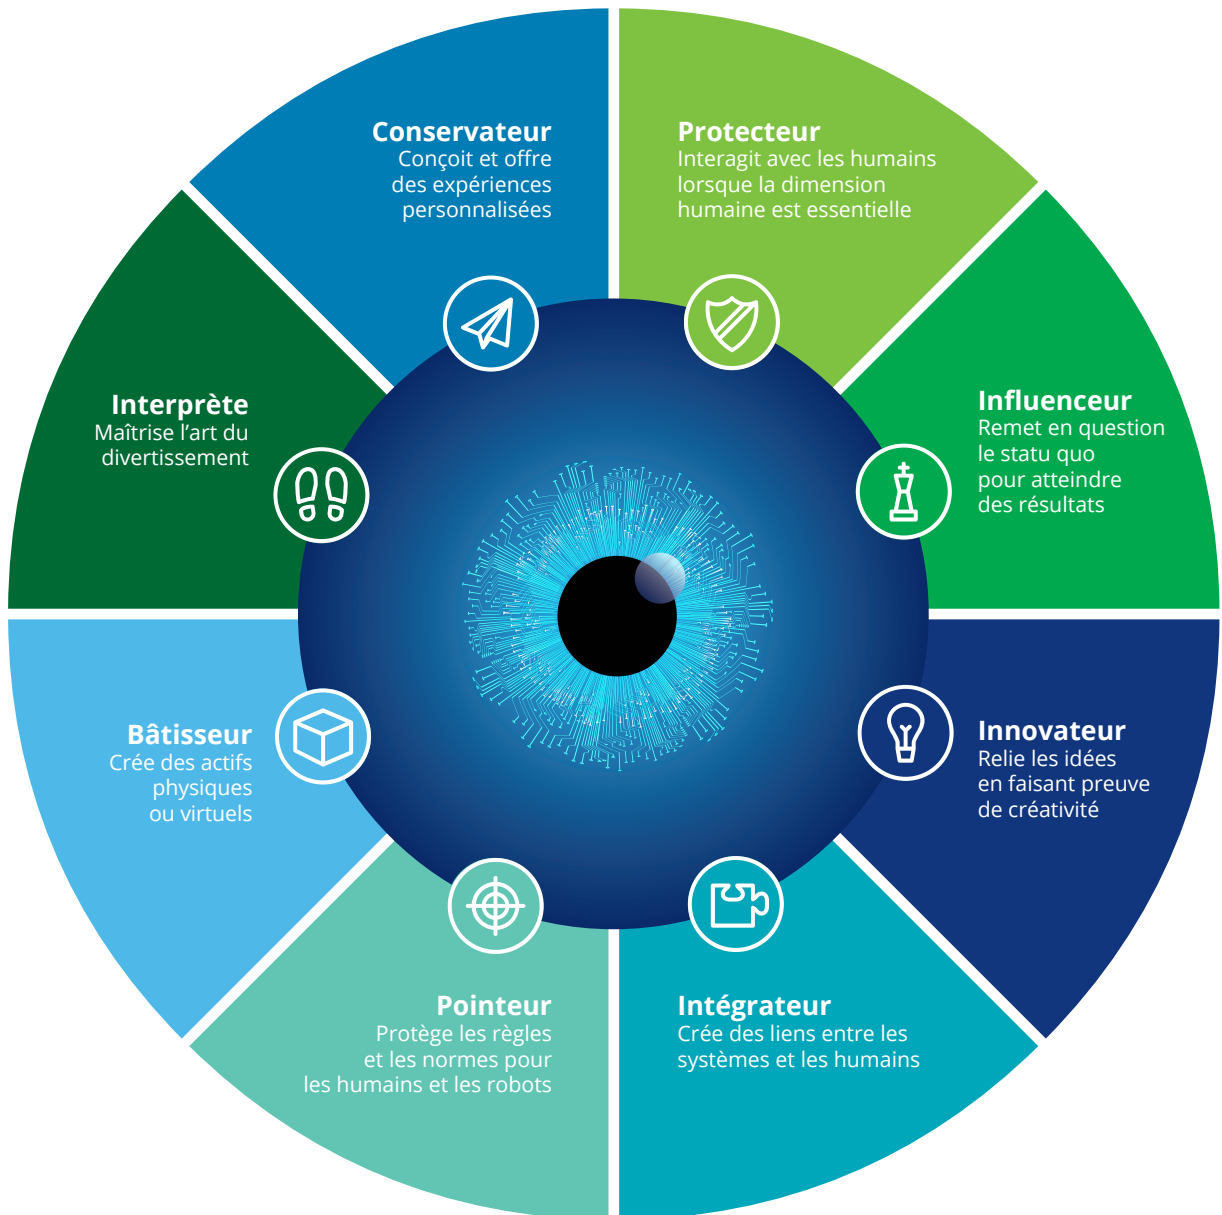 Conservateur
Conçoit et offre
des expériences
personnalisées
Protecteur
Interagit avec les humains
lorsque la dimension
humaine est essentielle
Influenceur
Remet en question
le statu quo
pour atteindre
des résultats
Innovateur
Relie les idées
en faisant preuve
de créativité
Intégrateur
Crée des liens entre les
systèmes et les humains
Pointeur
Protège les règles
et les normes pour
les humains et les robots
Bâtisseur
Crée des actifs
physiques
ou virtuels
Interprète
Maîtrise l’art du
divertissement